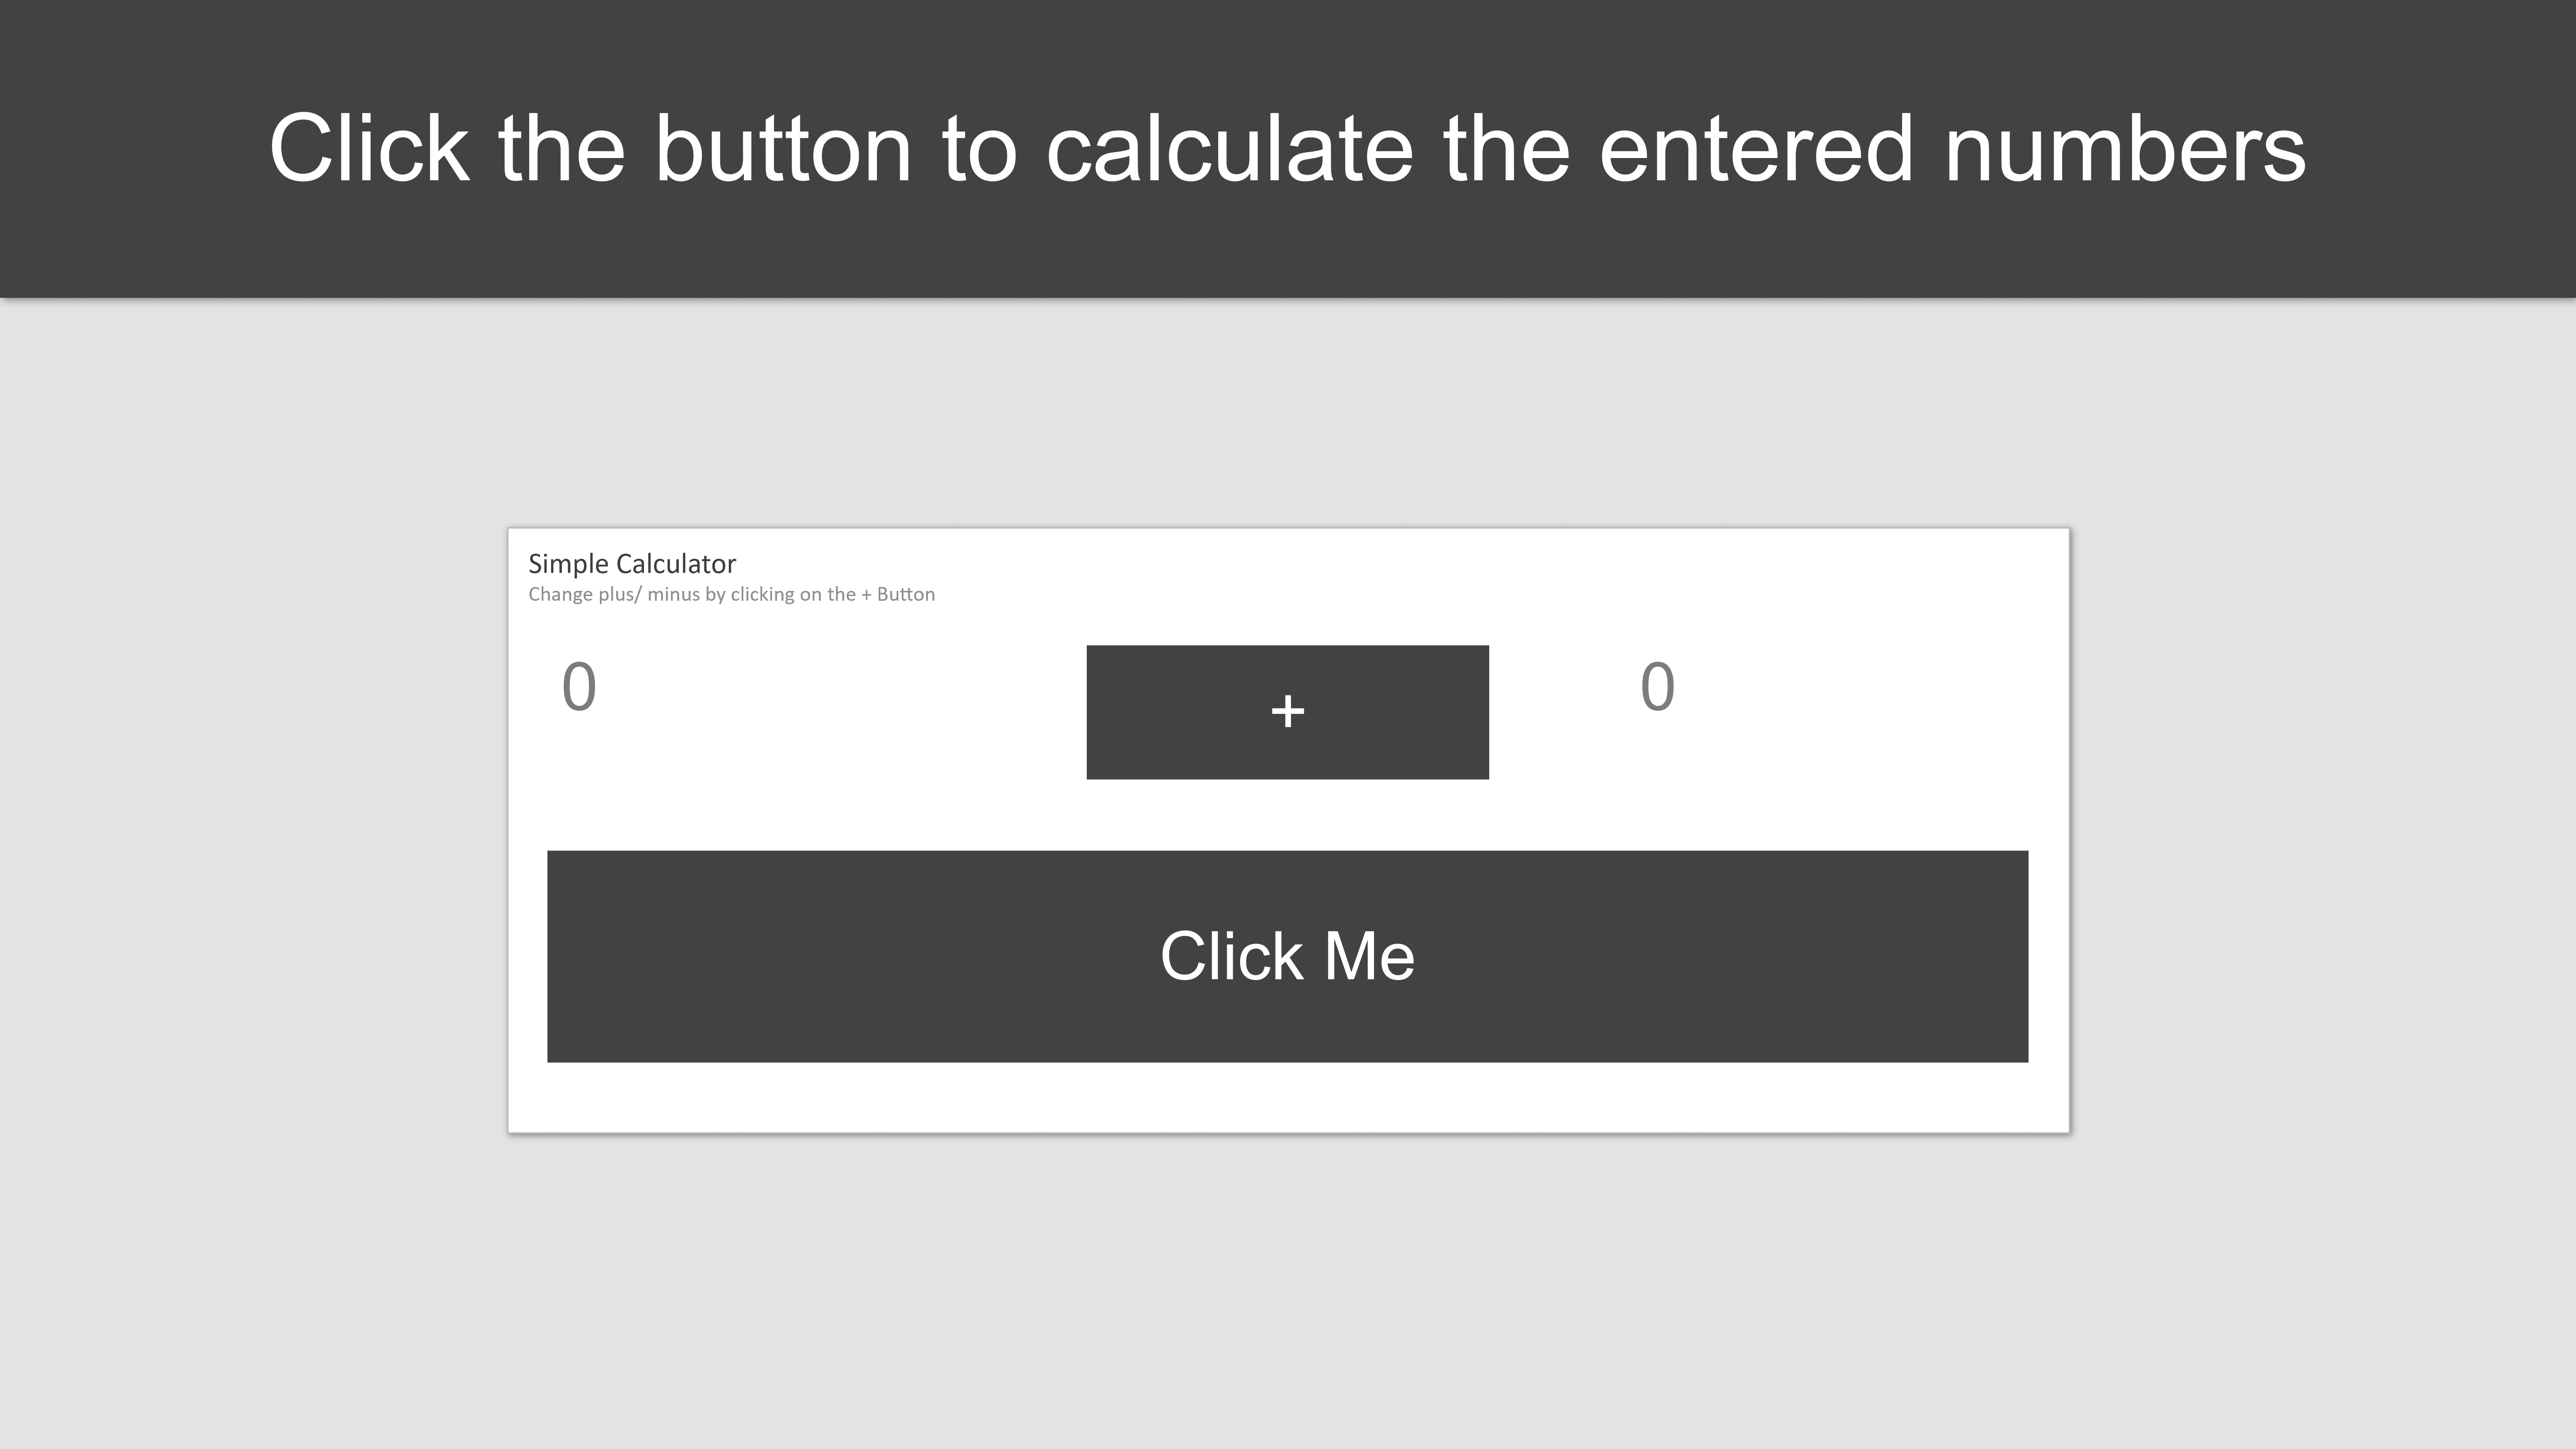 Click the button to calculate the entered numbers
Simple Calculator
Change plus/ minus by clicking on the + Button
0
+
0
Click Me